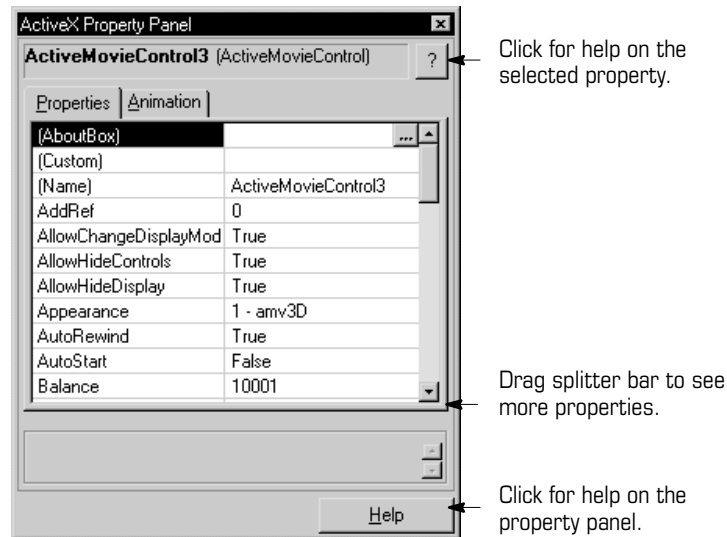 ActiveX Property Panel
ActiveMovieControl3 (ActiveMovieControl)
?
Click for help on the
selected property.
Properties Animation
(AboutBox) ...
(Custom)
(Name) ActiveMovieControl3
AddRef 0
AllowChangeDisplayMod True
AllowHideControls True
AllowHideDisplay True
Appearance 1 - amv3D
AutoRewind True
AutoStart False
Balance 10001
Drag splitter bar to see
more properties.
Help
Click for help on the
property panel.